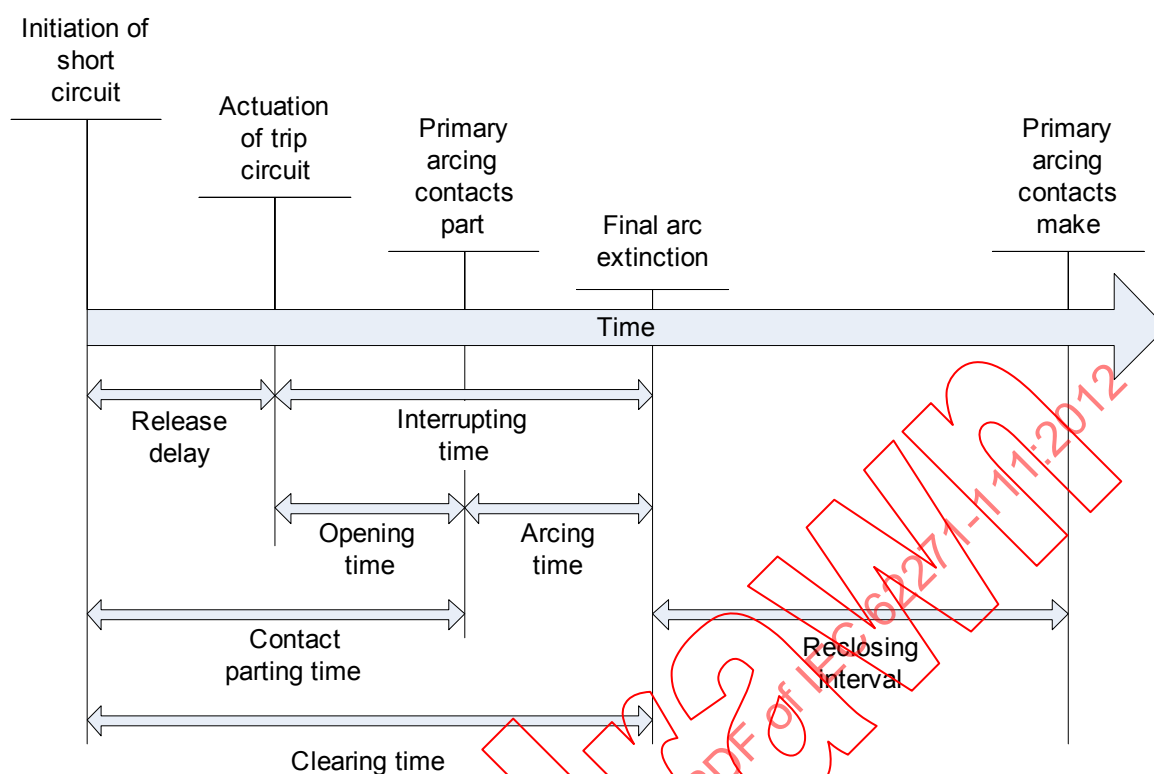 Initiation of
short
circuit
Actuation
of trip
circuit
Primary
arcing
contacts
part
Final arc
extinction
Primary
arcing
contacts
make
Time
Release
delay
Interrupting
time
Opening
time
Arcing
time
Contact
parting time
Reclosing
interval
Clearing time
PDF of IEC 62271-111:2012